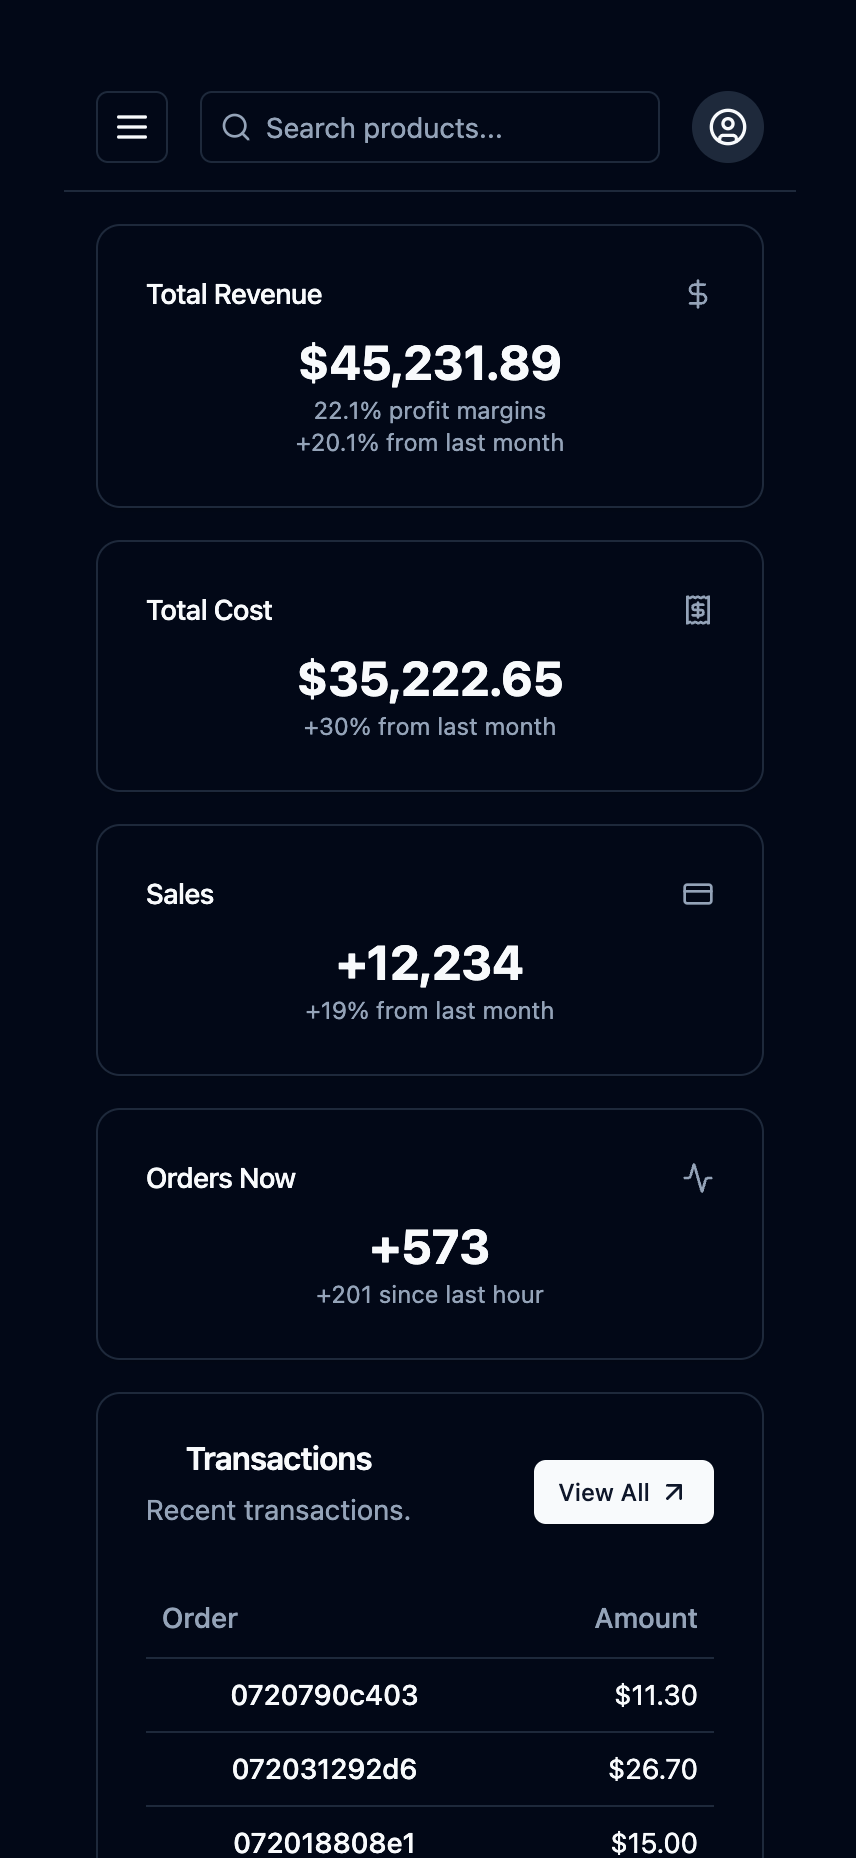 Search products...
Total Revenue
$45,231.89
22.1% profit margins
+20.1% from last month
Total Cost
$35,222.65
+30% from last month
Sales
+12,234
+19% from last month
Orders Now
+573
+201 since last hour
Transactions
Recent transactions.
View All
Order Amount
0720790c403 $11.30
072031292d6 $26.70
072018808e1 $15.00